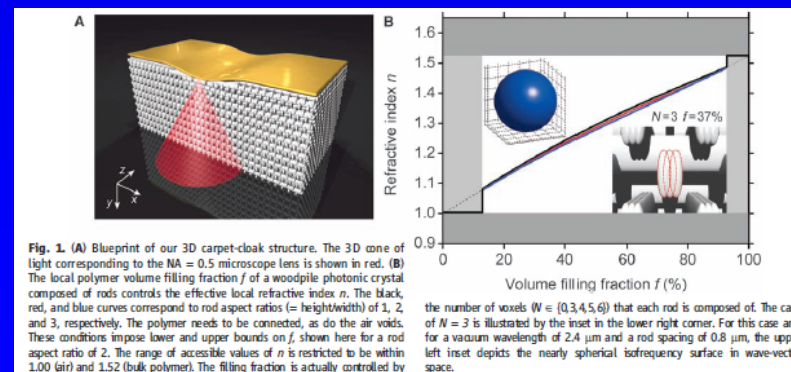 A
B
z
x
y
Refractive index n
1.6
1.5
1.4
1.3
1.2
1.1
1.0
0.9
N=3 f=37%
0 20 40 60 80 100
Volume filling fraction f (%)
Fig. 1. (A) Blueprint of our 3D carpet-cloak structure. The 3D cone of
light corresponding to the NA = 0.5 microscope lens is shown in red. (B)
The local polymer volume filling fraction f of a woodpile photonic crystal
composed of rods controls the effective local refractive index n. The black,
red, and blue curves correspond to rod aspect ratios (= height/width) of 1, 2,
and 3, respectively. The polymer needs to be connected, as do the air voids.
These conditions impose lower and upper bounds on f, shown here for a rod
aspect ratio of 2. The range of accessible values of n is restricted to be within
1.00 (air) and 1.52 (bulk polymer). The filling fraction is actually controlled by
the number of voxels (N ∈ {0,3,4,5,6}) that each rod is composed of. The ca
of N = 3 is illustrated by the inset in the lower right corner. For this case an
for a vacuum wavelength of 2.4 μm and a rod spacing of 0.8 μm, the upp
left inset depicts the nearly spherical isofrequency surface in wave-vect
space.